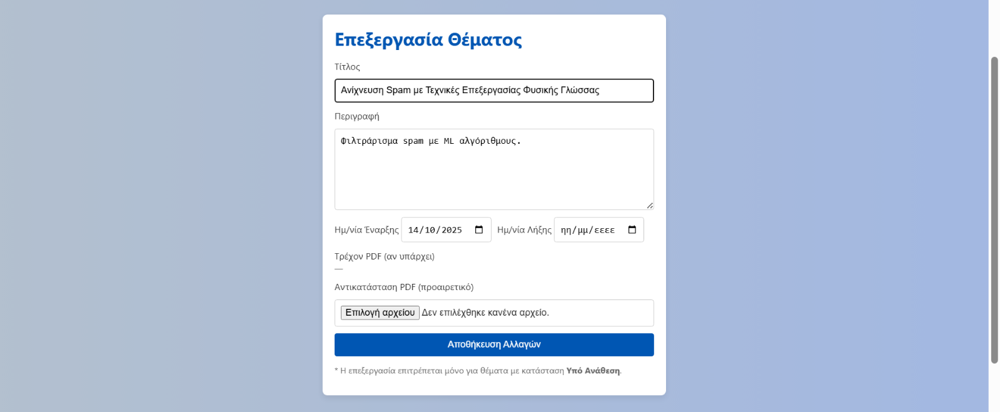 Επεξεργασία Θέματος
Τίτλος
Ανίχνευση Spam με Τεχνικές Επεξεργασίας Φυσικής Γλώσσας
Περιγραφή
Φιλτράρισμα spam με ML αλγόριθμους.
Ημ/νία Έναρξης 14/10/2025 Ημ/νία Λήξης ηη/μμ/εεεε
Τρέχον PDF (αν υπάρχει)
—
Αντικατάσταση PDF (προαιρετικό)
Επιλογή αρχείου Δεν επιλέχθηκε κανένα αρχείο.
Αποθήκευση Αλλαγών
* Η επεξεργασία επιτρέπεται μόνο για θέματα με κατάσταση Υπό Ανάθεση.